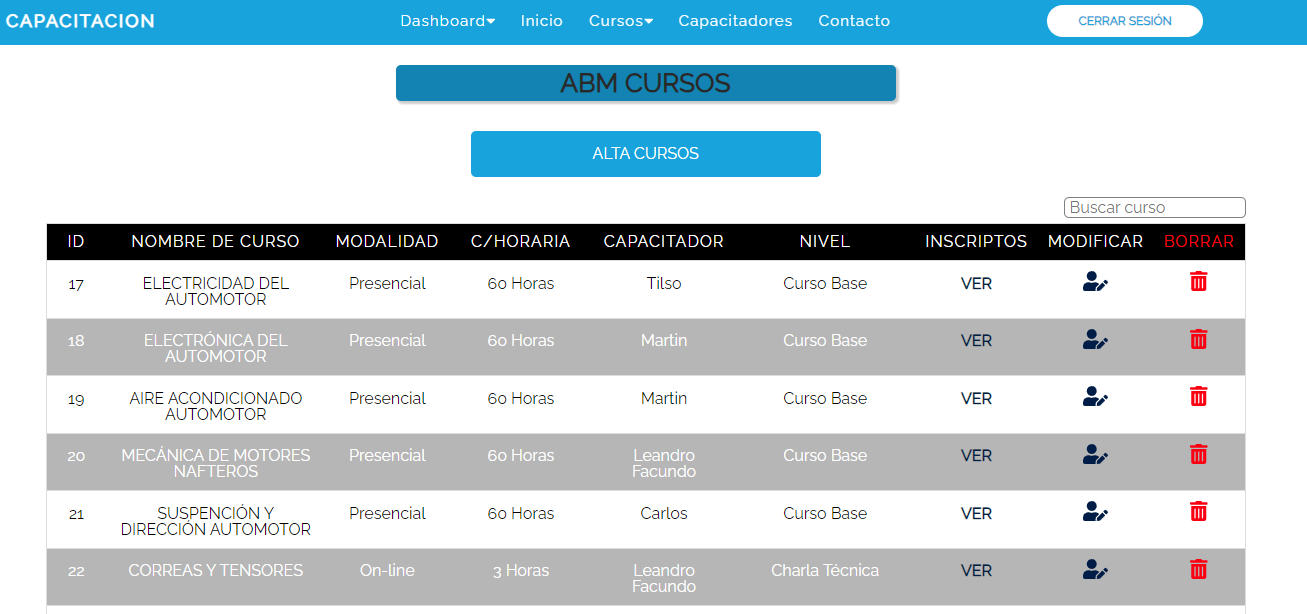 CAPACITACION Dashboard Inicio Cursos Capacitadores Contacto CERRAR SESIÓN
ABM CURSOS
ALTA CURSOS
Buscar curso
ID NOMBRE DE CURSO MODALIDAD C/HORARIA CAPACITADOR NIVEL INSCRIPTOS MODIFICAR BORRAR
17 ELECTRICIDAD DEL Presencial 60 Horas Tilso Curso Base VER
AUTOMOTOR
18 ELECTRÓNICA DEL Presencial 60 Horas Martin Curso Base VER
AUTOMOTOR
19 AIRE ACONDICIONADO Presencial 60 Horas Martin Curso Base VER
AUTOMOTOR
20 MECÁNICA DE MOTORES Presencial 60 Horas Leandro Curso Base VER
NAFTEROS Facundo
21 SUSPENCIÓN Y Presencial 60 Horas Carlos Curso Base VER
DIRECCIÓN AUTOMOTOR
22 CORREAS Y TENSORES On-line 3 Horas Leandro Charla Técnica VER
Facundo